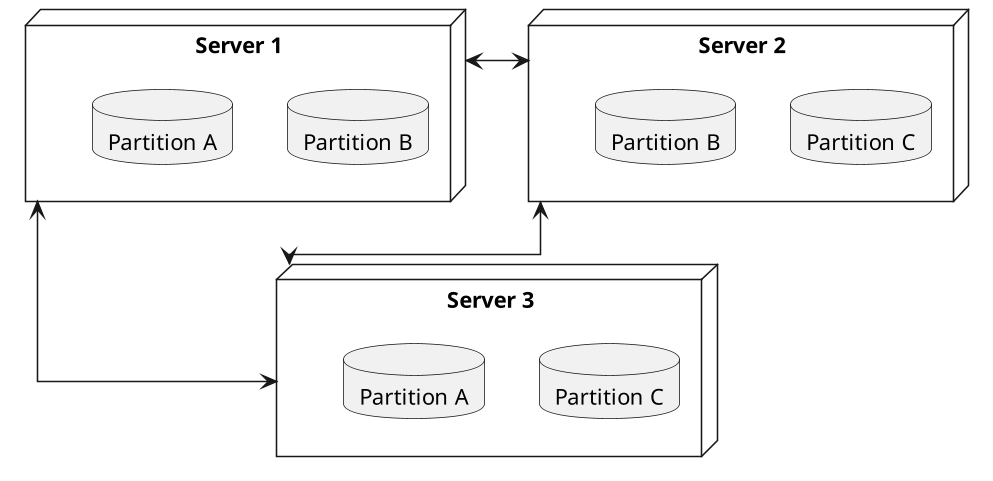 Server 1
Partition A
Partition B
Server 2
Partition B
Partition C
Server 3
Partition A
Partition C